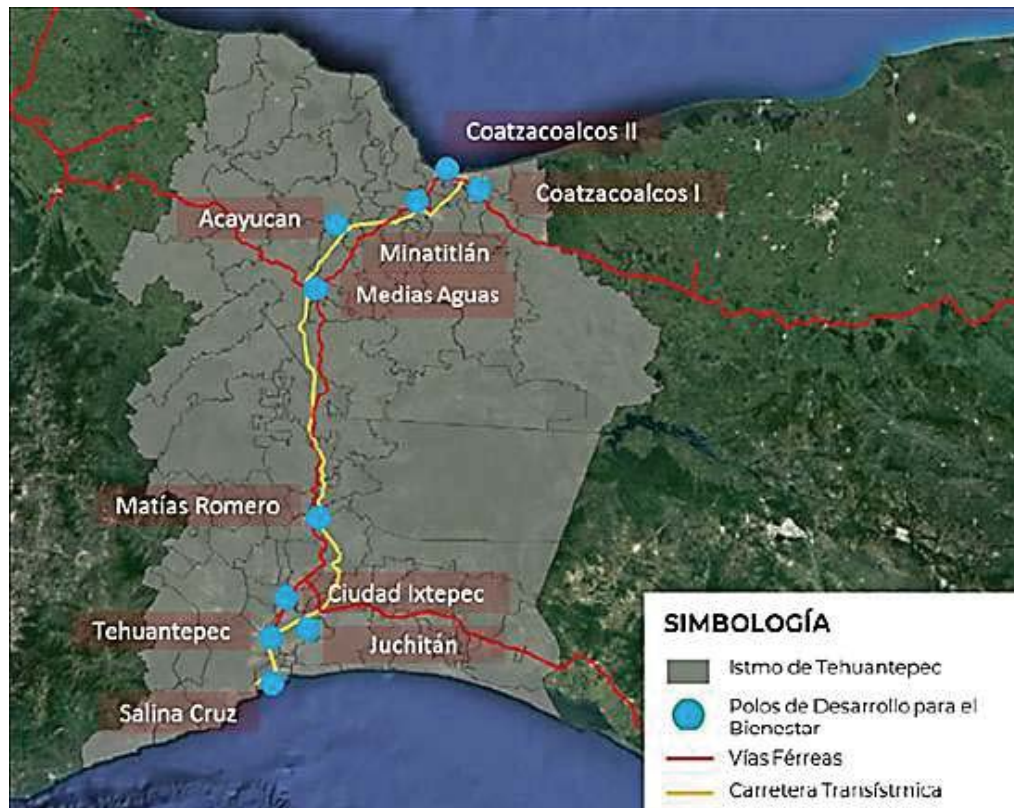 Coatzacoalcos II
Coatzacoalcos I
Acayucan
Minatitlán
Medias Aguas
Matías Romero
Ciudad Ixtepec
Tehuantepec
Juchitán
Salina Cruz
SIMBOLOGÍA
Istmo de Tehuantepec
Polos de Desarrollo para el
Bienestar
Vías Férreas
Carretera Transístmica